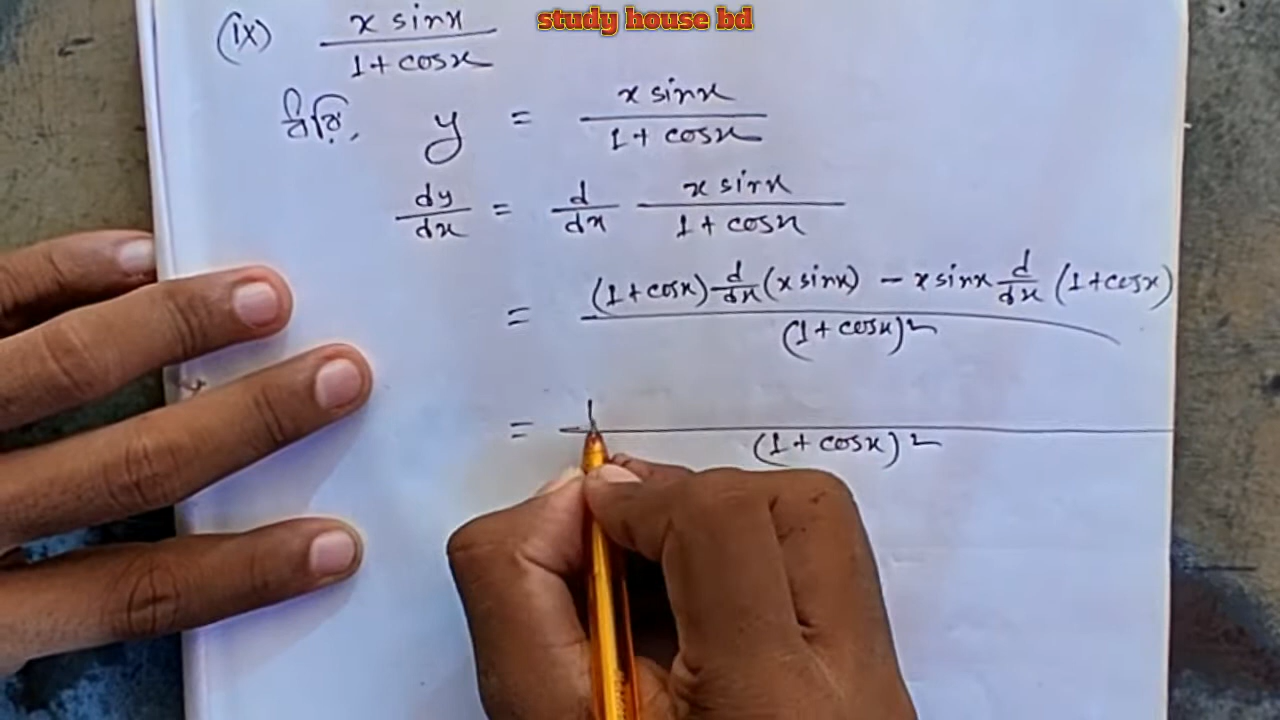 study house bd
(ix) x sinx / 1 + cosx
ধরি, y = x sinx / 1 + cosx
dy/dx = d/dx x sinx / 1 + cosx
= (1 + cosx) d/dx (x sinx) - x sinx d/dx (1 + cosx) / (1 + cosx)²
= / (1 + cosx)²